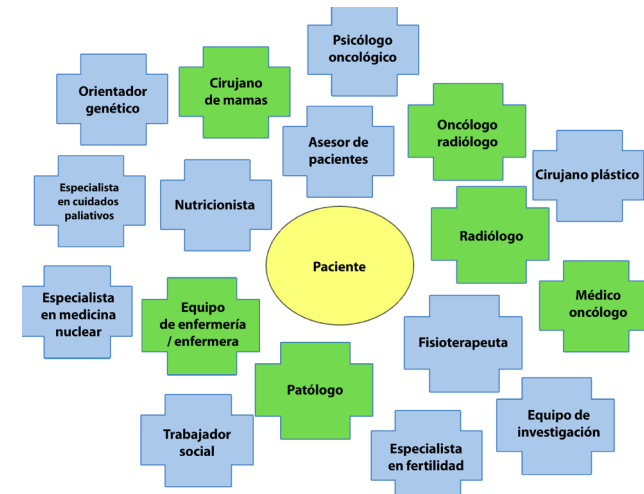 Psicólogo
oncológico
Orientador
genético
Cirujano
de mamas
Asesor de
pacientes
Oncólogo
radiólogo
Cirujano plástico
Especialista
en cuidados
paliativos
Nutricionista
Radiólogo
Paciente
Especialista
en medicina
nuclear
Equipo
de enfermería
/ enfermera
Médico
oncólogo
Fisioterapeuta
Patólogo
Trabajador
social
Especialista
en fertilidad
Equipo de
investigación